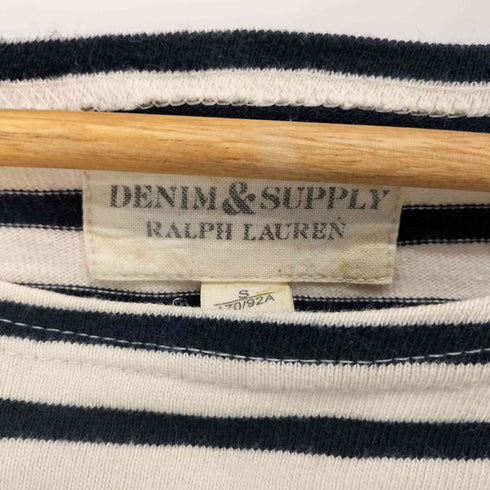 DENIM & SUPPLY
RALPH LAUREN
S
170/92A